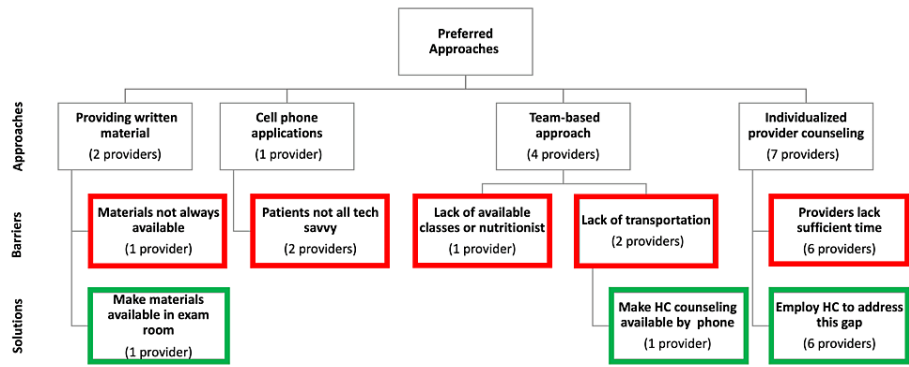 Preferred
Approaches
Approaches
Providing written
material
(2 providers)
Cell phone
applications
(1 provider)
Team-based
approach
(4 providers)
Individualized
provider counseling
(7 providers)
Barriers
Materials not always
available
(1 provider)
Patients not all tech
savvy
(2 providers)
Lack of available
classes or nutritionist
(1 provider)
Lack of transportation
(2 providers)
Providers lack
sufficient time
(6 providers)
Solutions
Make materials
available in exam
room
(1 provider)
Make HC counseling
available by phone
(1 provider)
Employ HC to address
this gap
(6 providers)